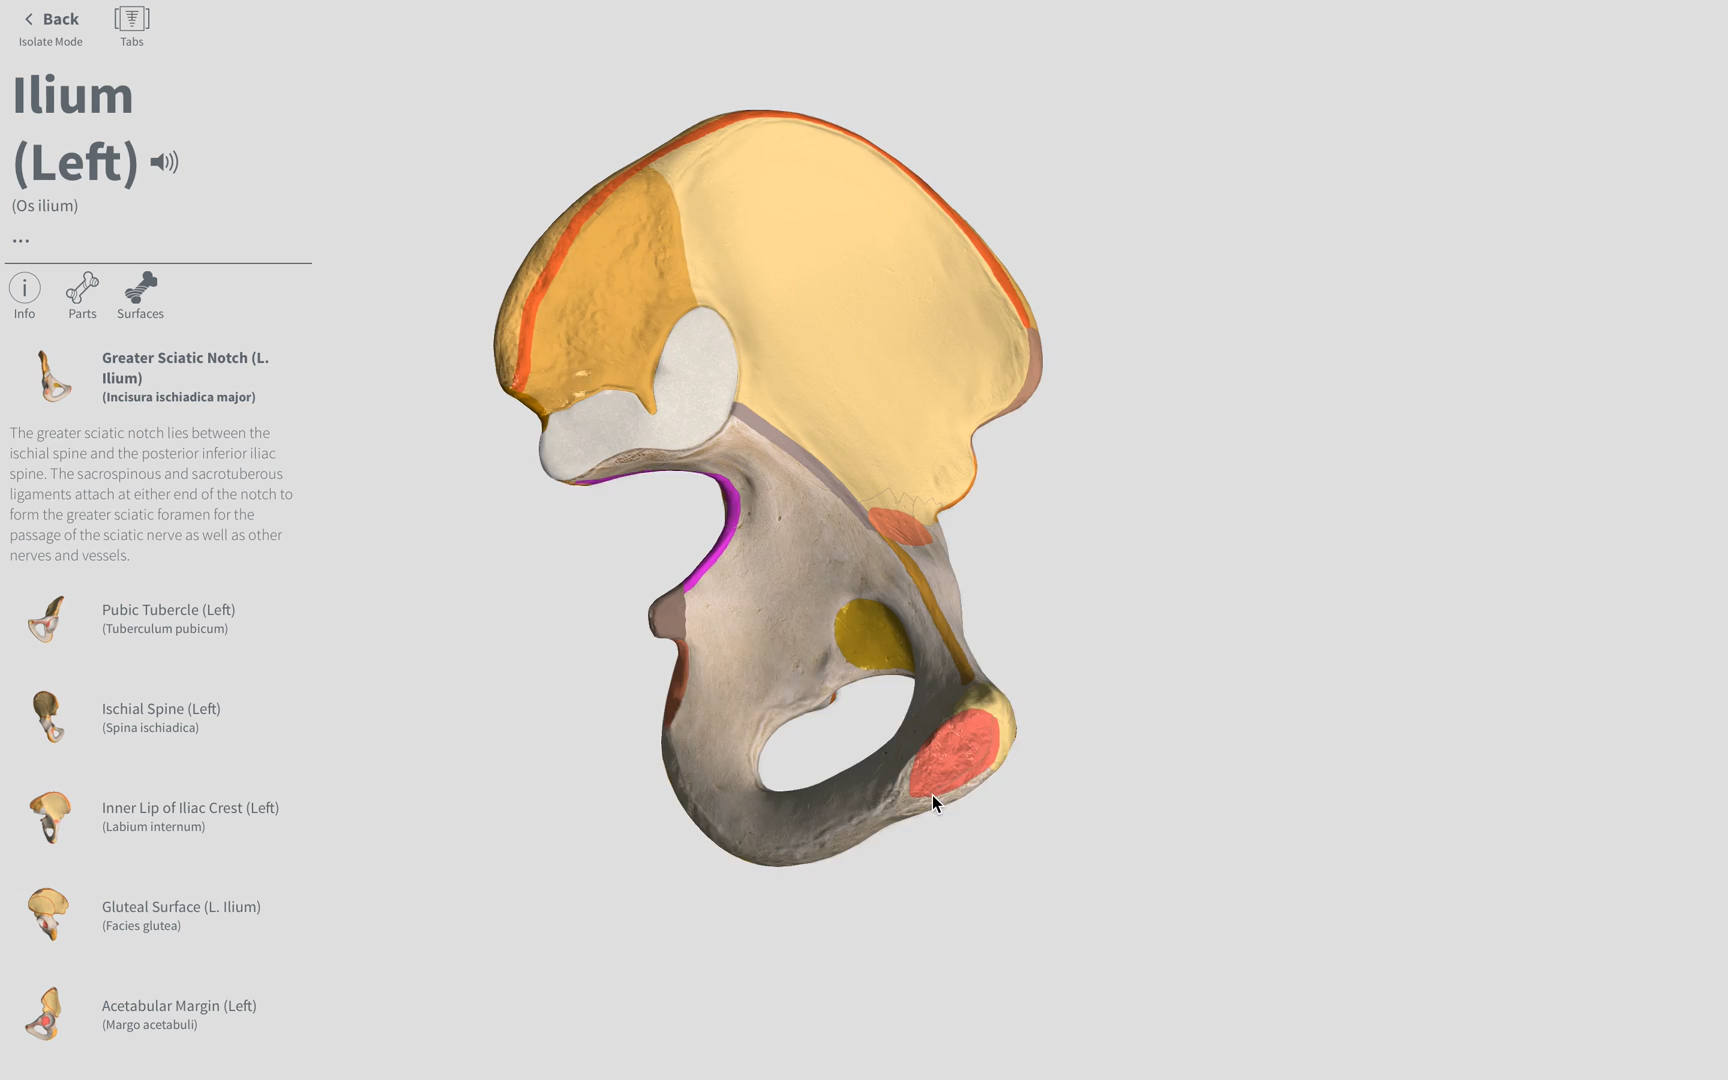 Back
Isolate Mode
Tabs
Ilium
(Left)
(Os ilium)
...
Info
Parts
Surfaces
Greater Sciatic Notch (L.
Ilium)
(Incisura ischiadica major)
The greater sciatic notch lies between the
ischial spine and the posterior inferior iliac
spine. The sacrospinous and sacrotuberous
ligaments attach at either end of the notch to
form the greater sciatic foramen for the
passage of the sciatic nerve as well as other
nerves and vessels.
Pubic Tubercle (Left)
(Tuberculum pubicum)
Ischial Spine (Left)
(Spina ischiadica)
Inner Lip of Iliac Crest (Left)
(Labium internum)
Gluteal Surface (L. Ilium)
(Facies glutea)
Acetabular Margin (Left)
(Margo acetabuli)